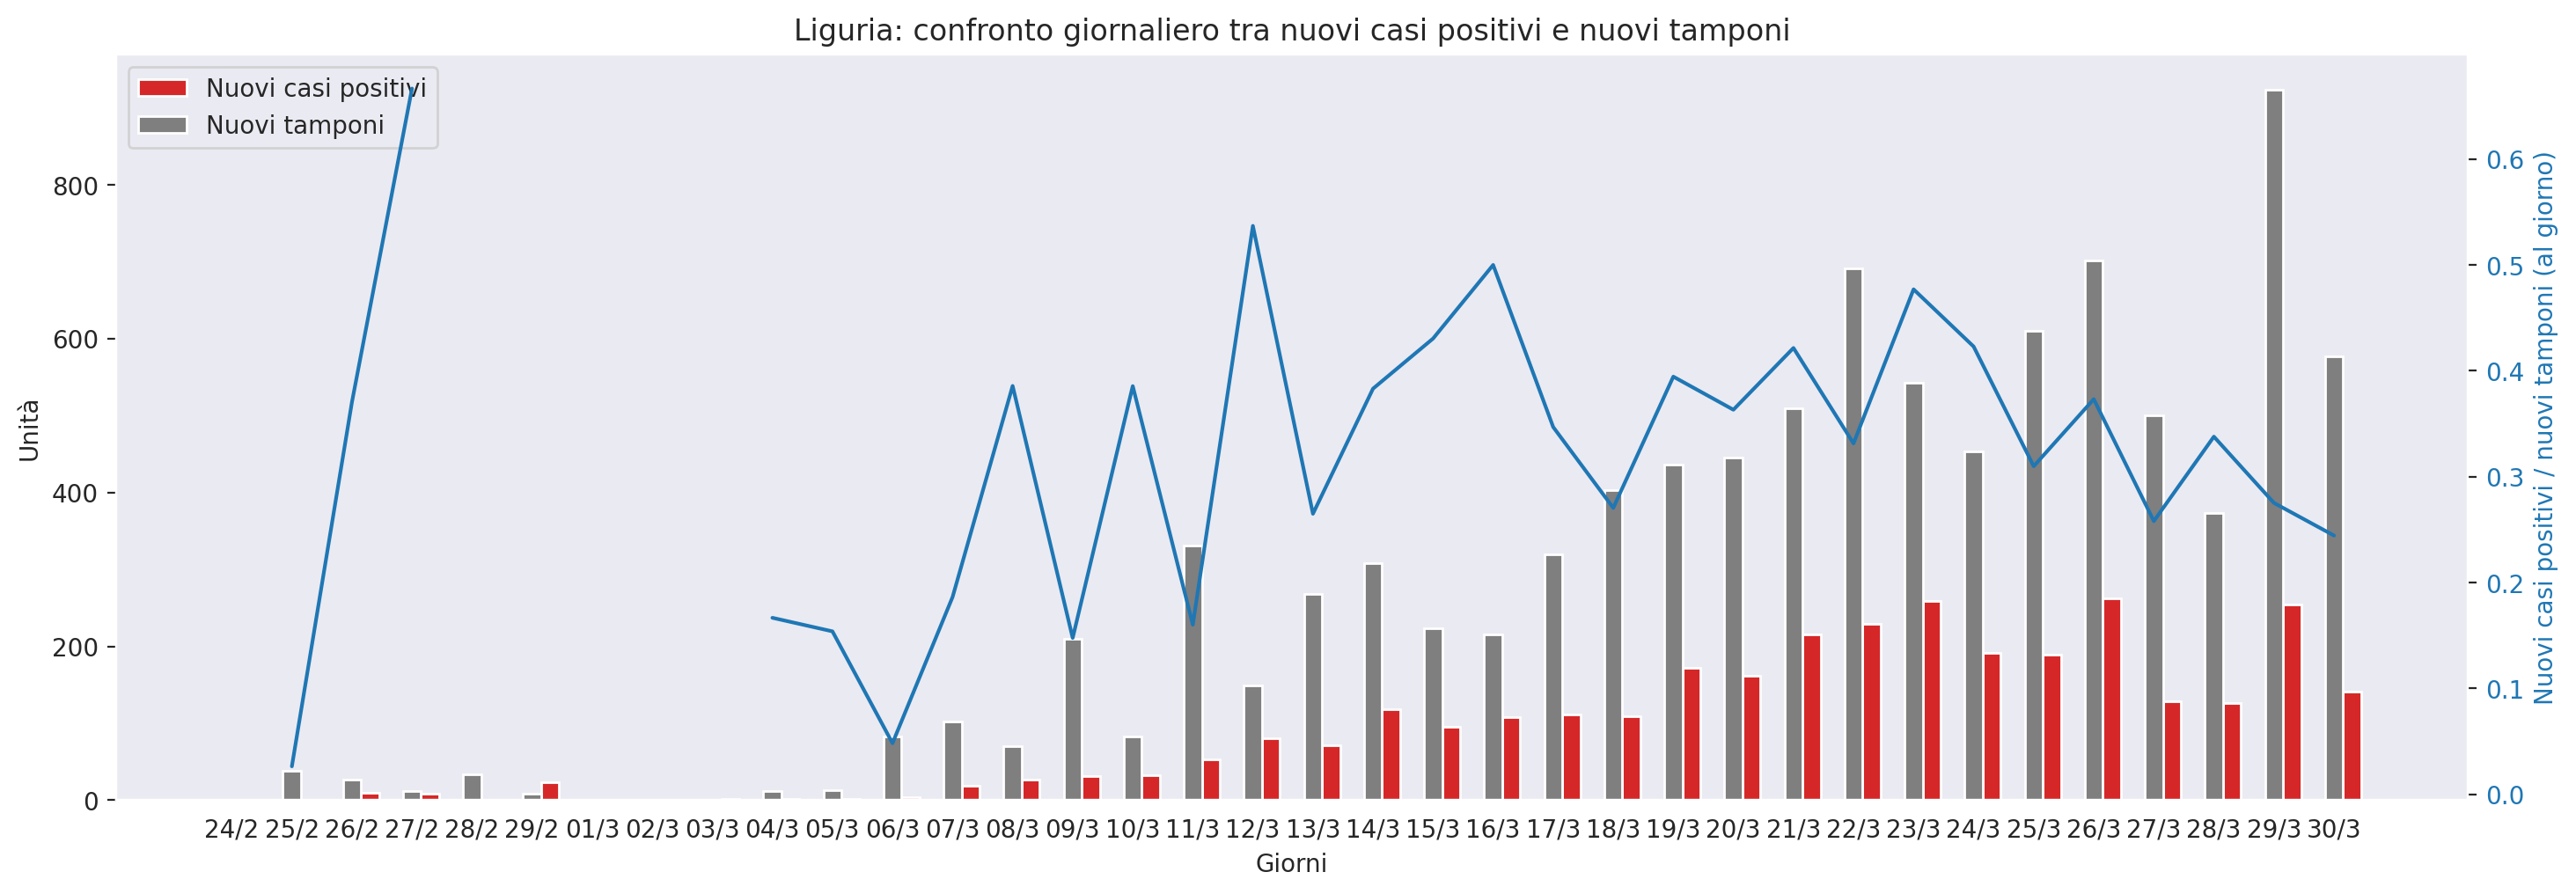 Liguria: confronto giornaliero tra nuovi casi positivi e nuovi tamponi
Nuovi casi positivi
Nuovi tamponi
800
600
400
200
0
Unità
0.6
0.5
0.4
0.3
0.2
0.1
0.0
Nuovi casi positivi / nuovi tamponi (al giorno)
24/2 25/2 26/2 27/2 28/2 29/2 01/3 02/3 03/3 04/3 05/3 06/3 07/3 08/3 09/3 10/3 11/3 12/3 13/3 14/3 15/3 16/3 17/3 18/3 19/3 20/3 21/3 22/3 23/3 24/3 25/3 26/3 27/3 28/3 29/3 30/3
Giorni